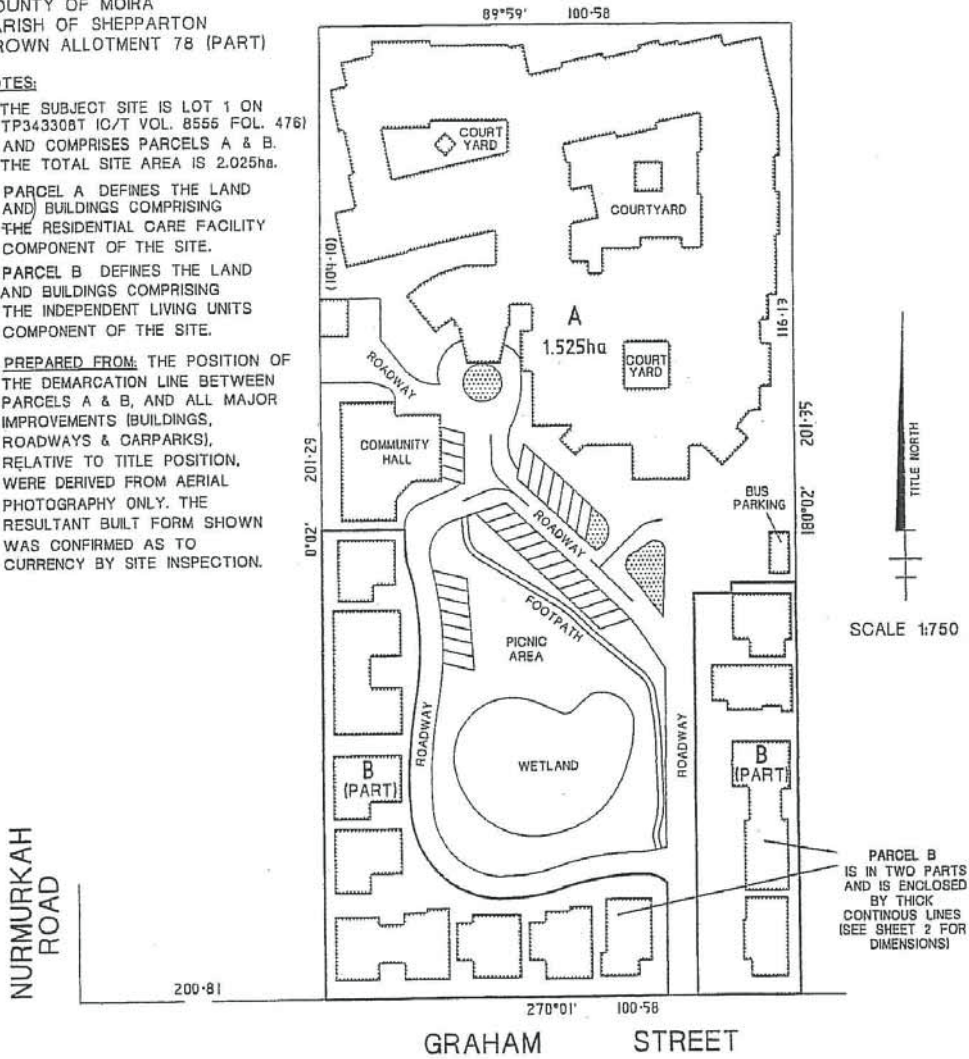 COUNTY OF MOIRA
PARISH OF SHEPPARTON
CROWN ALLOTMENT 78 (PART)
NOTES:
THE SUBJECT SITE IS LOT 1 ON
TP343308T (C/T VOL. 8555 FOL. 476)
AND COMPRISES PARCELS A & B.
THE TOTAL SITE AREA IS 2.025ha.
PARCEL A DEFINES THE LAND
AND BUILDINGS COMPRISING
THE RESIDENTIAL CARE FACILITY
COMPONENT OF THE SITE.
PARCEL B DEFINES THE LAND
AND BUILDINGS COMPRISING
THE INDEPENDENT LIVING UNITS
COMPONENT OF THE SITE.
PREPARED FROM: THE POSITION OF
THE DEMARCATION LINE BETWEEN
PARCELS A & B, AND ALL MAJOR
IMPROVEMENTS (BUILDINGS,
ROADWAYS & CARPARKS),
RELATIVE TO TITLE POSITION,
WERE DERIVED FROM AERIAL
PHOTOGRAPHY ONLY. THE
RESULTANT BUILT FORM SHOWN
WAS CONFIRMED AS TO
CURRENCY BY SITE INSPECTION.
89°59' 100·58
COURT
YARD
COURTYARD
(104·10)
A
1.525ha
116·13
COURT
YARD
ROADWAY
COMMUNITY
HALL
201·29
0°02'
201·35
180°02'
BUS
PARKING
ROADWAY
FOOTPATH
PICNIC
AREA
ROADWAY
WETLAND
ROADWAY
B
(PART)
B
(PART)
TITLE NORTH
SCALE 1:750
PARCEL B
IS IN TWO PARTS
AND IS ENCLOSED
BY THICK
CONTINOUS LINES
(SEE SHEET 2 FOR
DIMENSIONS)
NURMURKAH
ROAD
200·81
270°01' 100·58
GRAHAM STREET